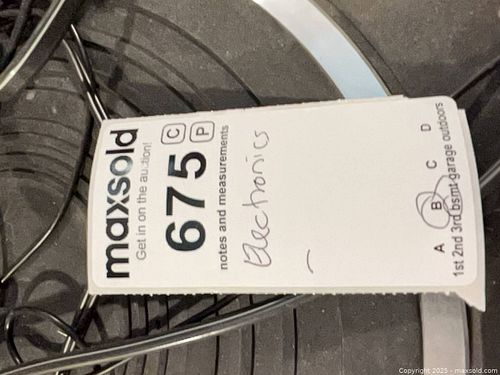 maxsold
Get in on the auction!
675 C P
notes and measurements
Electronics
A B C D
1st 2nd 3rd bsmt garage outdoors
Copyright 2025 - maxsold.com